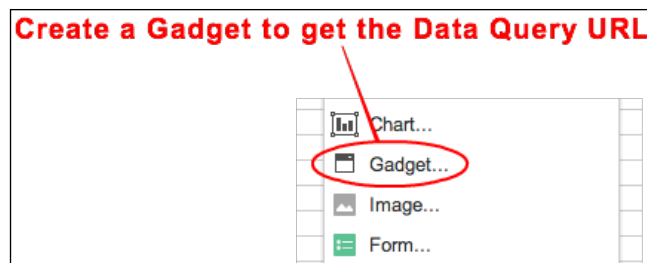 Create a Gadget to get the Data Query URL
Chart...
Gadget...
Image...
Form...